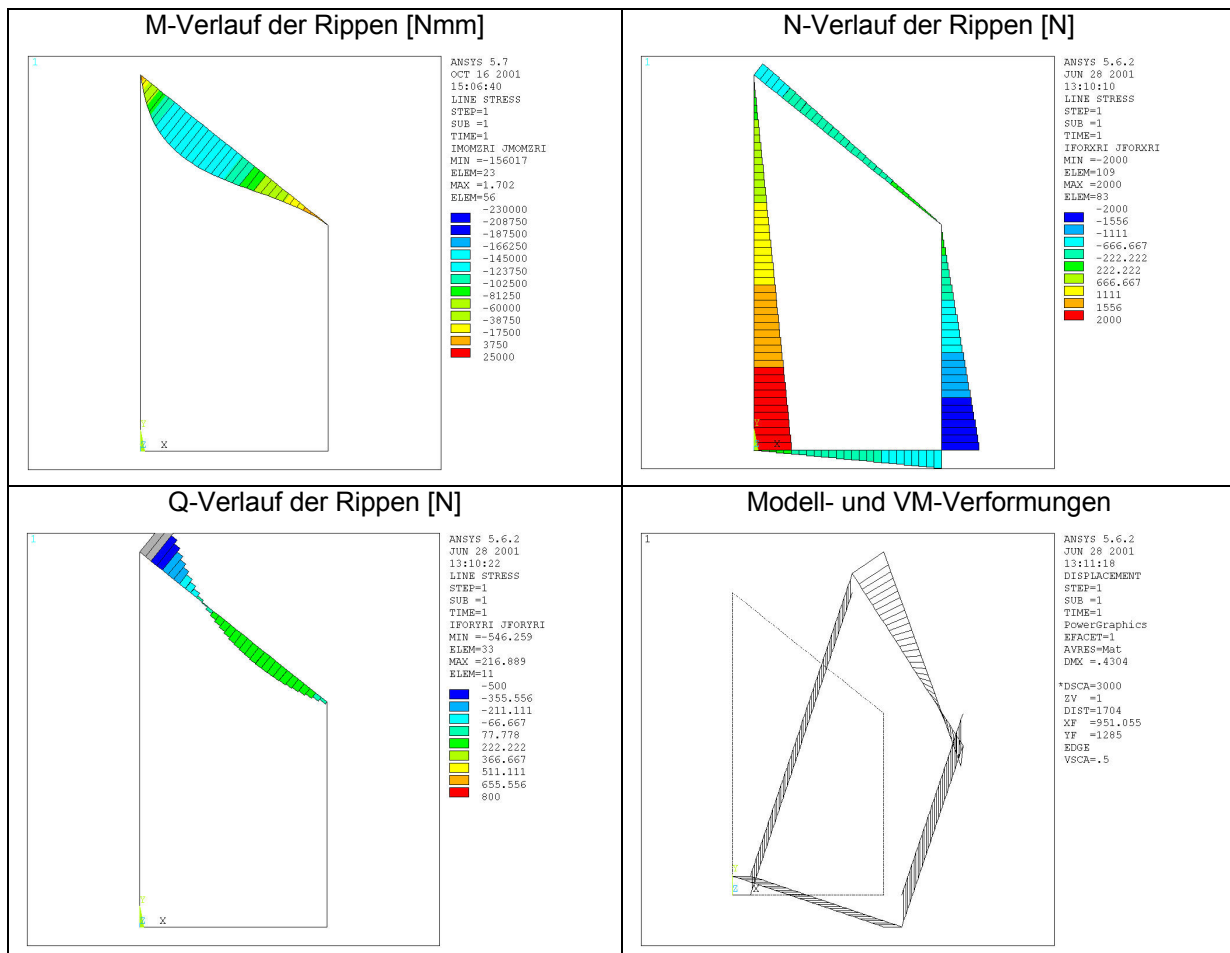 M-Verlauf der Rippen [Nmm]
1
ANSYS 5.7
OCT 16 2001
15:06:40
LINE STRESS
STEP=1
SUB =1
TIME=1
IMOMZRI JMOMZRI
MIN =-156017
ELEM=23
MAX =1.702
ELEM=56
-230000
-208750
-187500
-166250
-145000
-123750
-102500
-81250
-60000
-38750
-17500
3750
25000
Y
Z X
N-Verlauf der Rippen [N]
1
ANSYS 5.6.2
JUN 28 2001
13:10:10
LINE STRESS
STEP=1
SUB =1
TIME=1
IFORXRI JFORXRI
MIN =-2000
ELEM=109
MAX =2000
ELEM=83
-2000
-1556
-1111
-666.667
-222.222
222.222
666.667
1111
1556
2000
Y
Z X
Q-Verlauf der Rippen [N]
1
ANSYS 5.6.2
JUN 28 2001
13:10:22
LINE STRESS
STEP=1
SUB =1
TIME=1
IFORYRI JFORYRI
MIN =-546.259
ELEM=33
MAX =216.889
ELEM=11
-500
-355.556
-211.111
-66.667
77.778
222.222
366.667
511.111
655.556
800
Y
Z X
Modell- und VM-Verformungen
1
ANSYS 5.6.2
JUN 28 2001
13:11:18
DISPLACEMENT
STEP=1
SUB =1
TIME=1
PowerGraphics
EFACET=1
AVRES=Mat
DMX =.4304
*DSCA=3000
ZV =1
DIST=1704
XF =951.055
YF =1285
EDGE
VSCA=.5
Y
Z X